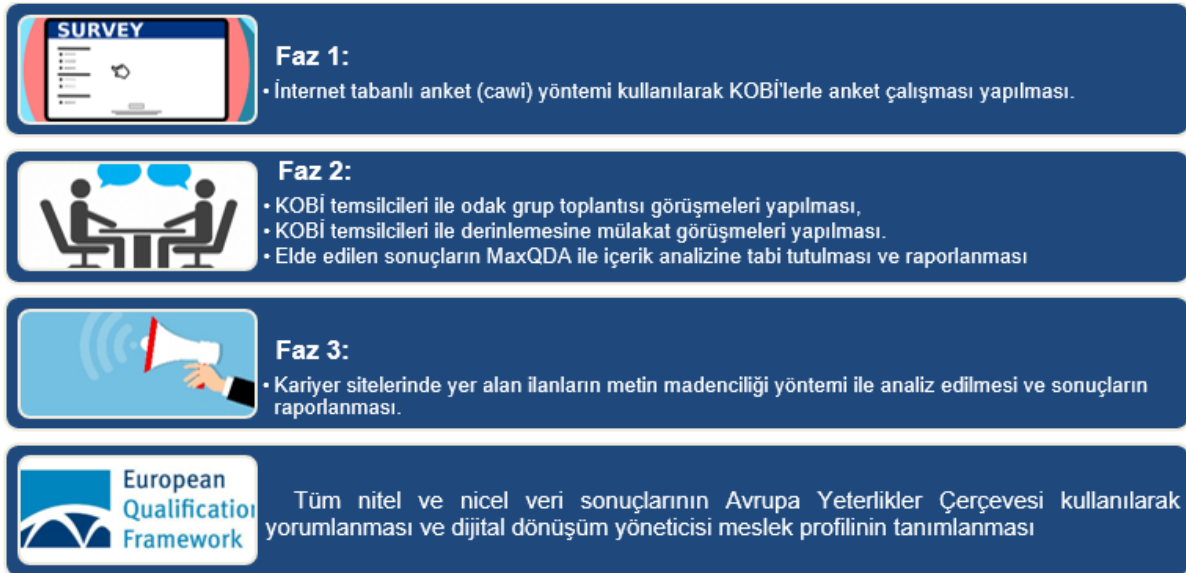 SURVEY
Faz 1:
• İnternet tabanlı anket (cawi) yöntemi kullanılarak KOBİ'lerle anket çalışması yapılması.
Faz 2:
• KOBİ temsilcileri ile odak grup toplantısı görüşmeleri yapılması,
• KOBİ temsilcileri ile derinlemesine mülakat görüşmeleri yapılması.
• Elde edilen sonuçların MaxQDA ile içerik analizine tabi tutulması ve raporlanması
Faz 3:
• Kariyer sitelerinde yer alan ilanların metin madenciliği yöntemi ile analiz edilmesi ve sonuçların
raporlanması.
European
Qualification
Framework
Tüm nitel ve nicel veri sonuçlarının Avrupa Yeterlikler Çerçevesi kullanılarak
yorumlanması ve dijital dönüşüm yöneticisi meslek profilinin tanımlanması